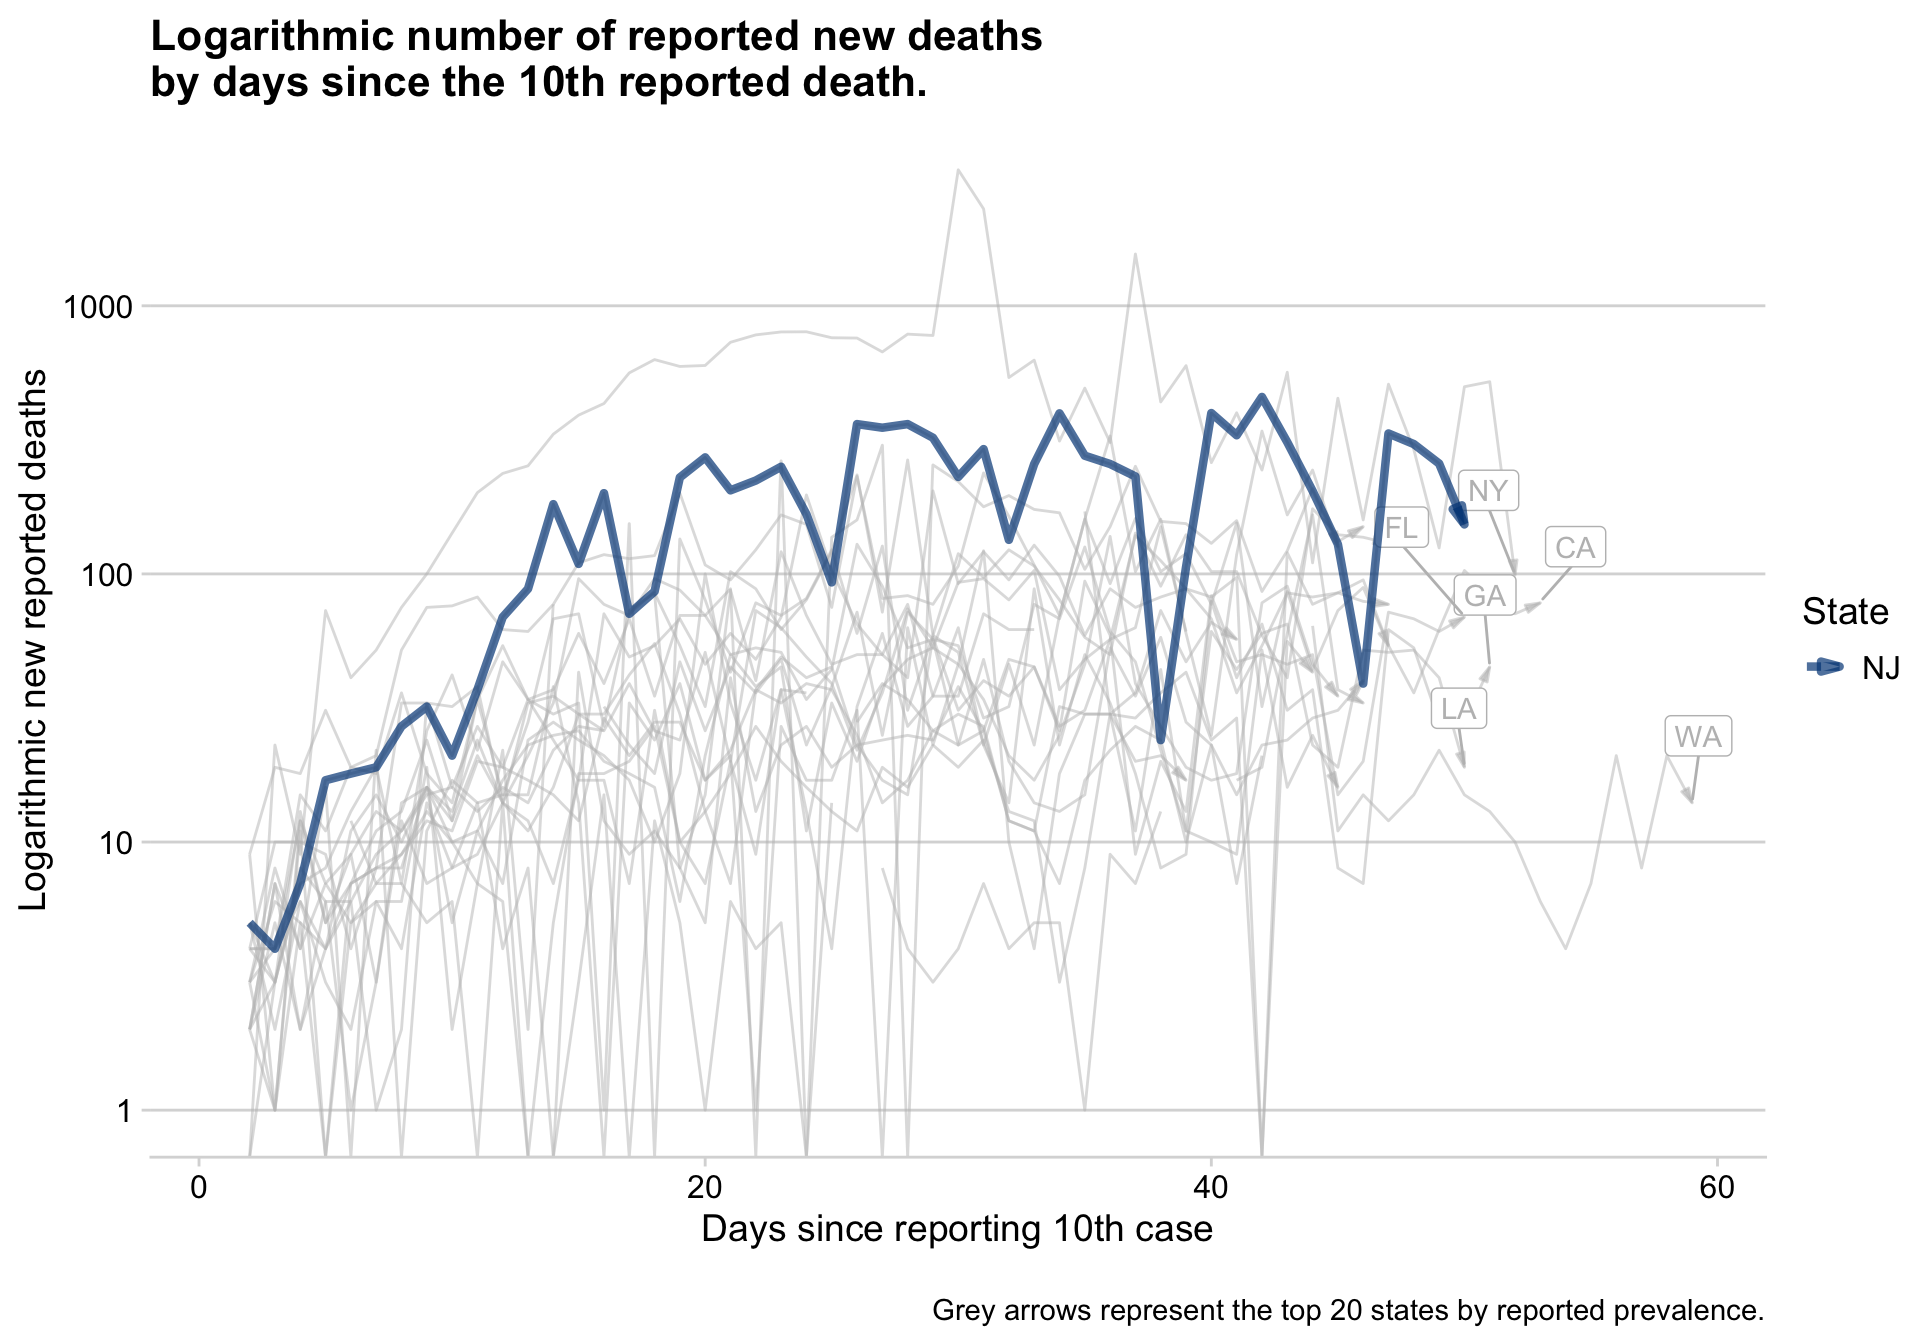 Logarithmic number of reported new deaths
by days since the 10th reported death.
Logarithmic new reported deaths
1000
100
10
1
NY
FL
CA
GA
LA
WA
State
NJ
0 20 40 60
Days since reporting 10th case
Grey arrows represent the top 20 states by reported prevalence.